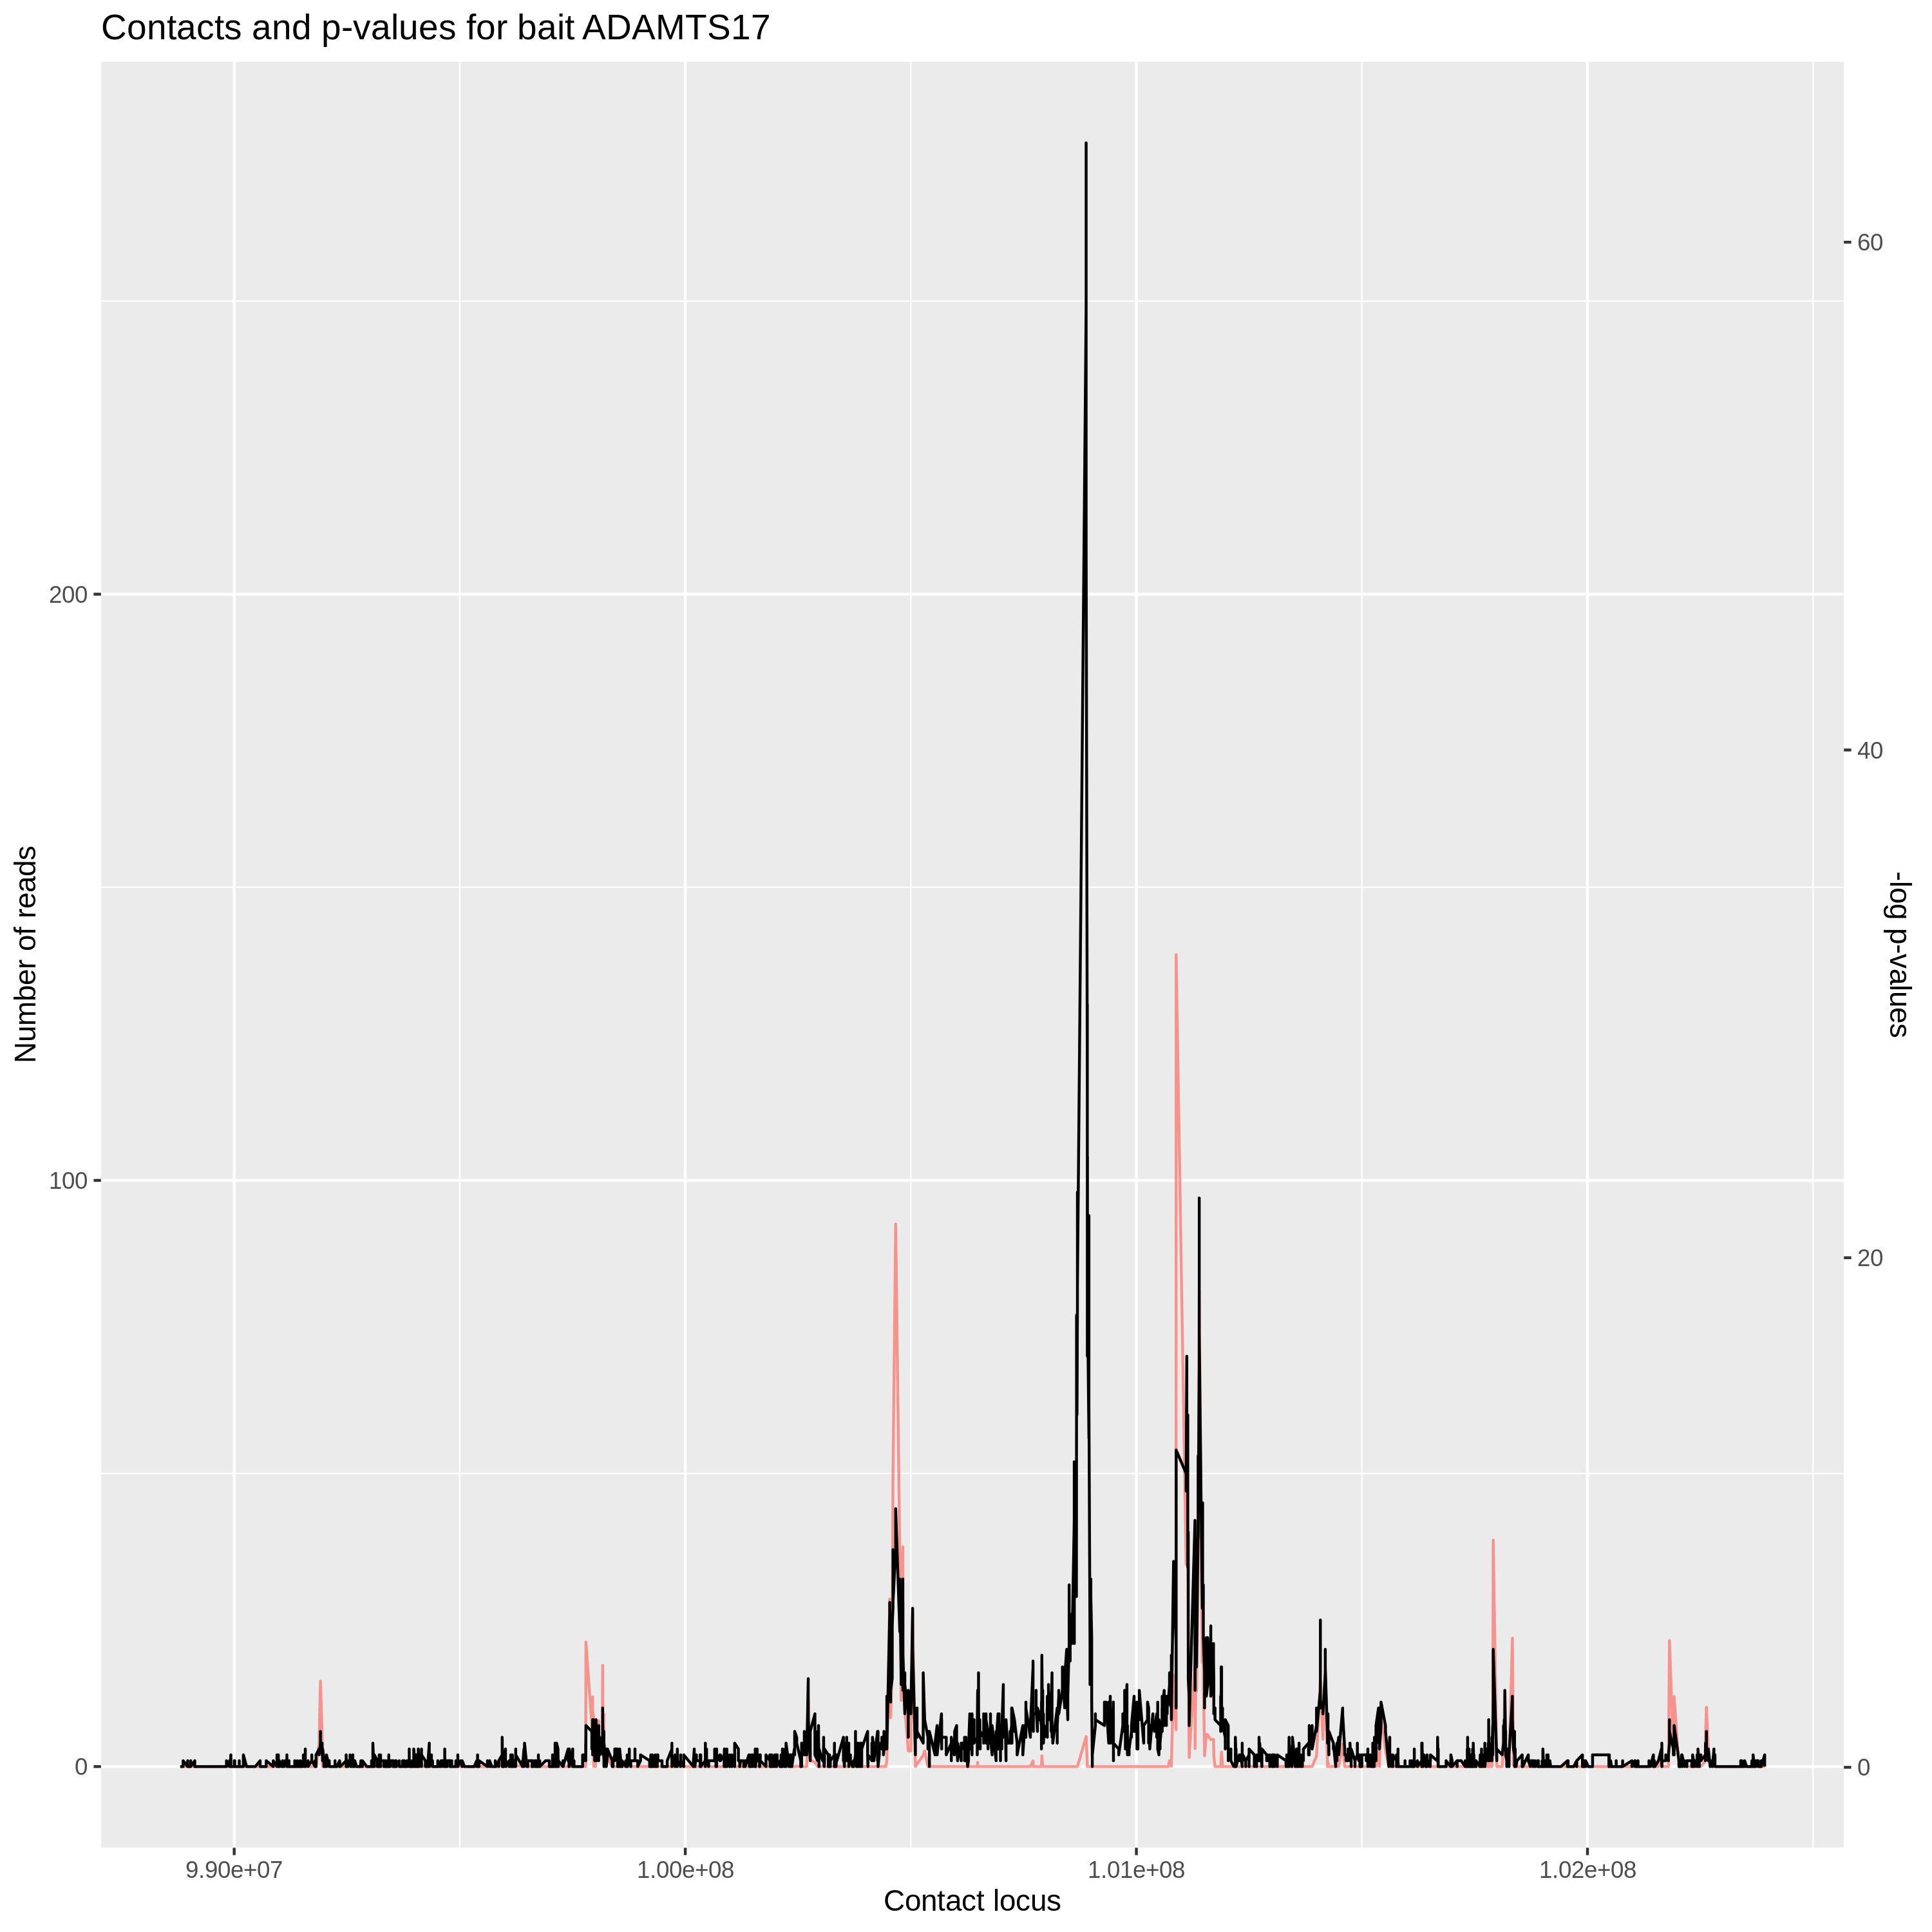 Contacts and p-values for bait ADAMTS17
Number of reads
200
100
0
60
40
20
0
-log p-values
9.90e+07
1.00e+08
1.01e+08
1.02e+08
Contact locus